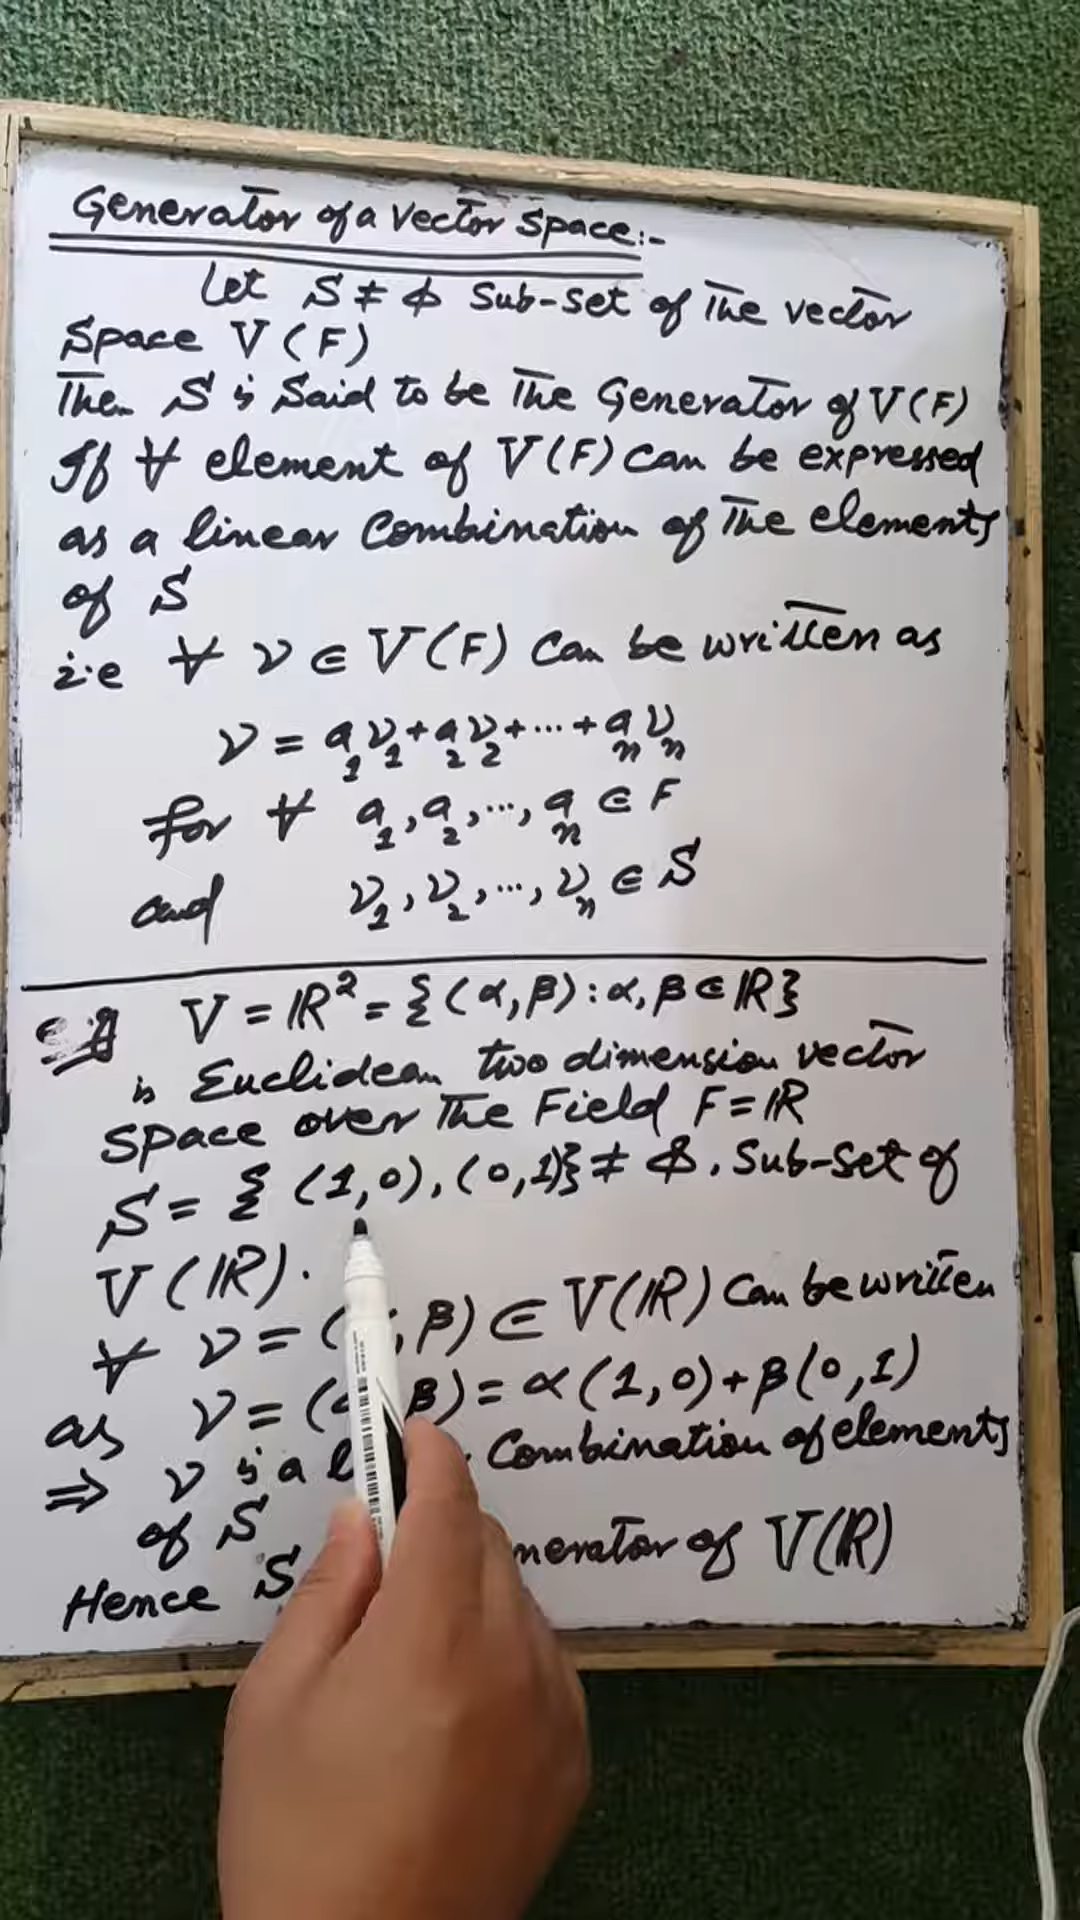 Generator of a vector Space:-
Let S ≠ ϕ Sub-set of The vector
Space V(F)
Then S is Said to be The Generator of V(F)
If ∀ element of V(F) can be expressed
as a linear Combination of The elements
of S
i.e ∀ v ∈ V(F) Can be written as
v = a₁v₁+a₂v₂+...+aₙvₙ
for ∀ a₁,a₂,...,aₙ ∈ F
and v₁,v₂,...,vₙ ∈ S
V = ℝ² = {(α,β):α,β∈ℝ}
is Euclidean two dimension vector
Space over The Field F=ℝ
S = {(1,0),(0,1)} ≠ ϕ. Sub-set of
V(ℝ).
∀ v = ( ,β) ∈ V(ℝ) Can be written
as v = ( β) = α(1,0)+β(0,1)
⇒ v is a Combination of elements
of S
Hence S of V(ℝ)